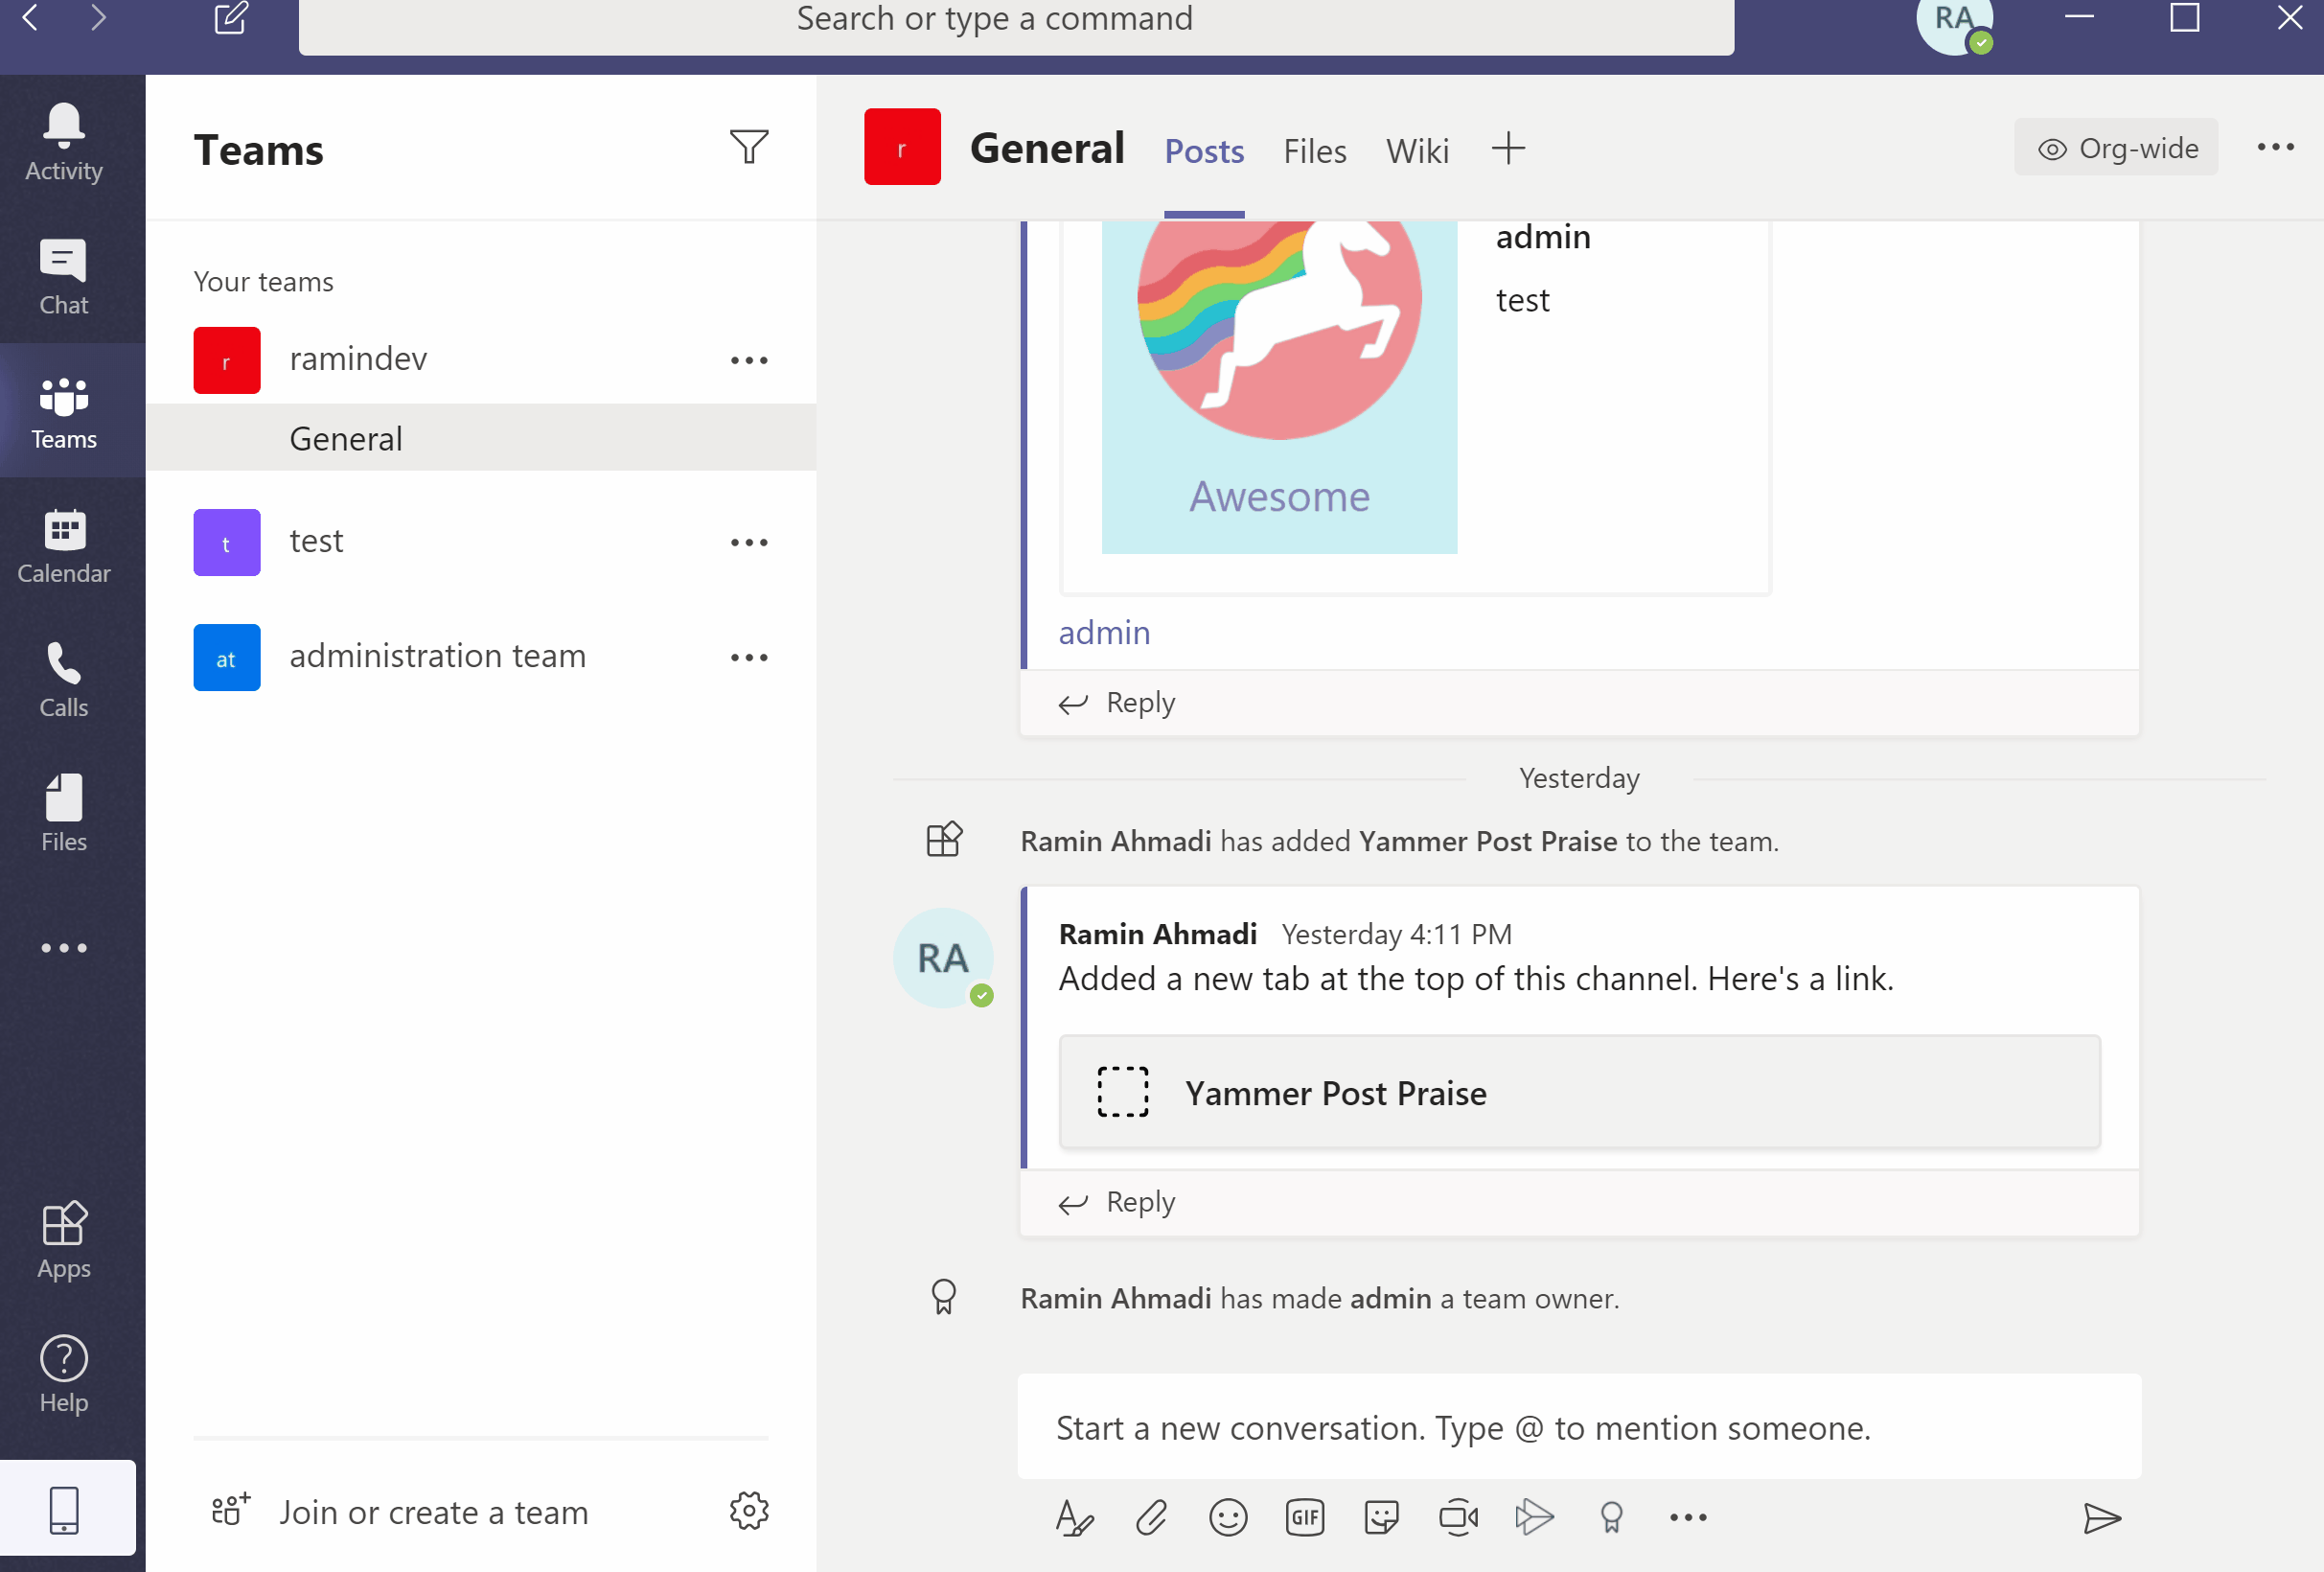 Search or type a command
RA
Activity
Chat
Teams
Calendar
Calls
Files
Apps
Help
Teams
Your teams
r
ramindev
General
t
test
at
administration team
Join or create a team
r
General
Posts
Files
Wiki
Org-wide
admin
test
Awesome
admin
Reply
Yesterday
Ramin Ahmadi has added Yammer Post Praise to the team.
RA
Ramin Ahmadi Yesterday 4:11 PM
Added a new tab at the top of this channel. Here's a link.
Yammer Post Praise
Reply
Ramin Ahmadi has made admin a team owner.
Start a new conversation. Type @ to mention someone.
GIF